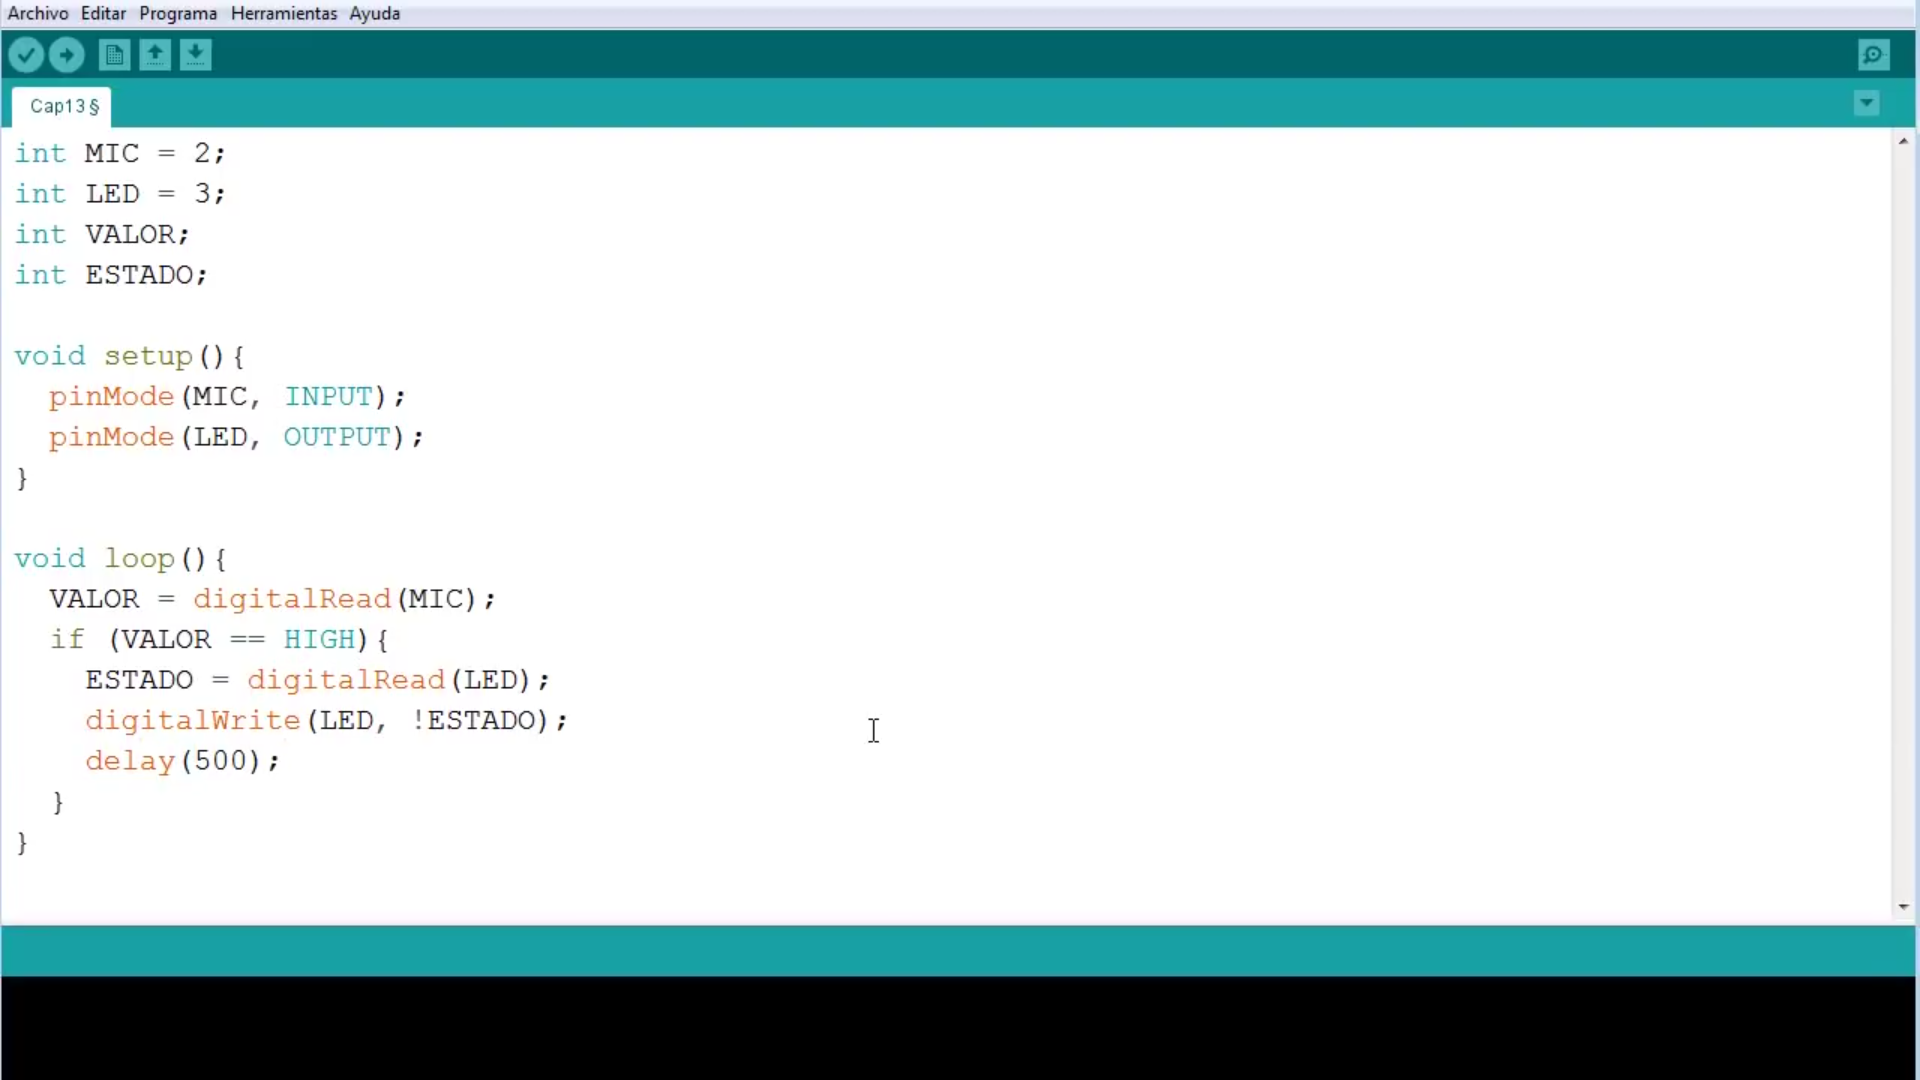 Archivo Editar Programa Herramientas Ayuda
Cap13 §
int MIC = 2;
int LED = 3;
int VALOR;
int ESTADO;
void setup(){
  pinMode(MIC, INPUT);
  pinMode(LED, OUTPUT);
}
void loop(){
  VALOR = digitalRead(MIC);
  if (VALOR == HIGH){
    ESTADO = digitalRead(LED);
    digitalWrite(LED, !ESTADO);
    delay(500);
  }
}